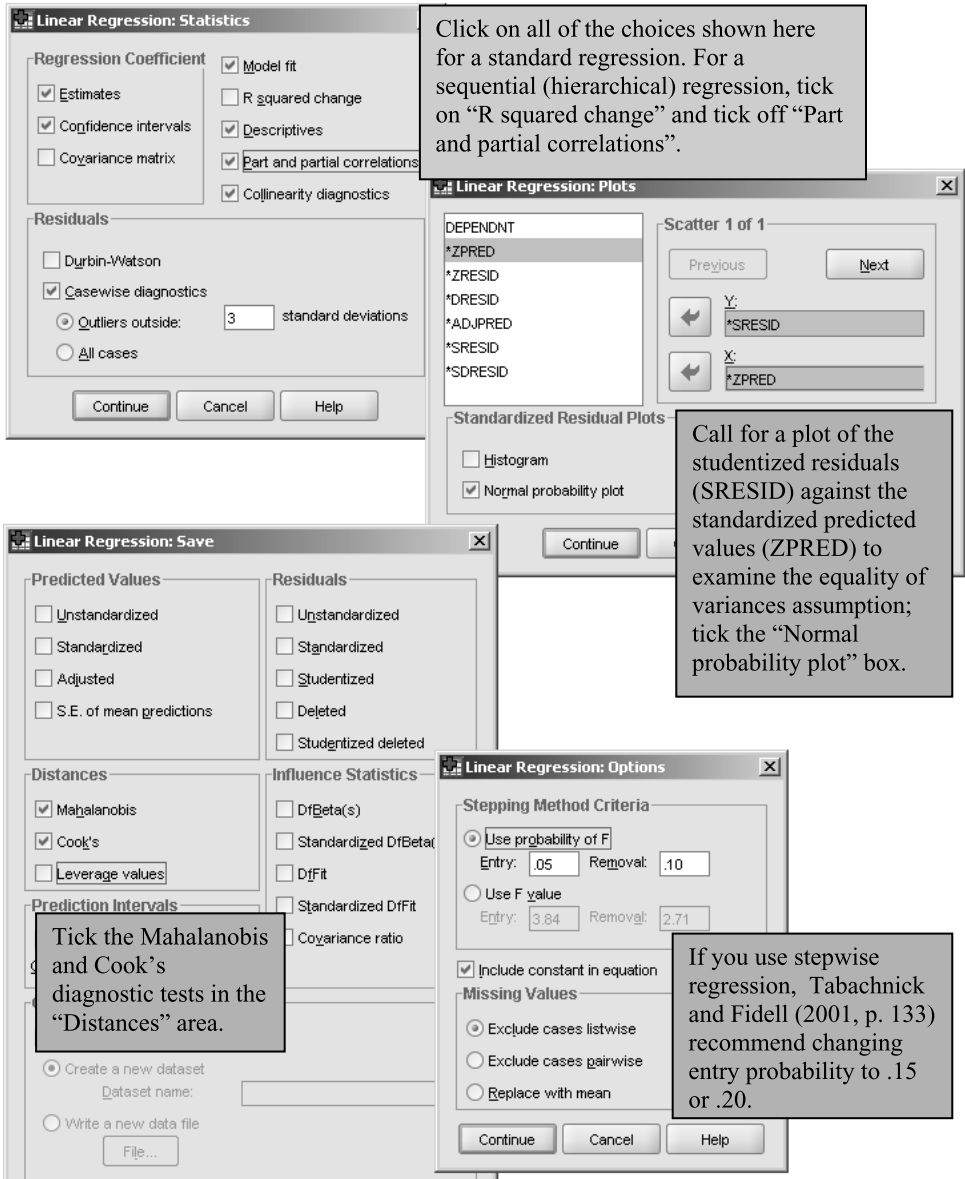 Linear Regression: Statistics
Regression Coefficient
Estimates
Confidence intervals
Covariance matrix
Model fit
R squared change
Descriptives
Part and partial correlations
Collinearity diagnostics
Residuals
Durbin-Watson
Casewise diagnostics
Outliers outside: 3 standard deviations
All cases
Continue Cancel Help
Click on all of the choices shown here
for a standard regression. For a
sequential (hierarchical) regression, tick
on “R squared change” and tick off “Part
and partial correlations”.
Linear Regression: Plots
DEPENDNT
*ZPRED
*ZRESID
*DRESID
*ADJPRED
*SRESID
*SDRESID
Scatter 1 of 1
Previous Next
Y:
*SRESID
X:
*ZPRED
Standardized Residual Plots
Histogram
Normal probability plot
Continue
Call for a plot of the
studentized residuals
(SRESID) against the
standardized predicted
values (ZPRED) to
examine the equality of
variances assumption;
tick the “Normal
probability plot” box.
Linear Regression: Save
Predicted Values
Unstandardized
Standardized
Adjusted
S.E. of mean predictions
Residuals
Unstandardized
Standardized
Studentized
Deleted
Studentized deleted
Distances
Mahalanobis
Cook's
Leverage values
Influence Statistics
DfBeta(s)
Standardized DfBeta(
DfFit
Standardized DfFit
Covariance ratio
Prediction Intervals
Tick the Mahalanobis
and Cook’s
diagnostic tests in the
“Distances” area.
Create a new dataset
Dataset name:
Write a new data file
File...
Linear Regression: Options
Stepping Method Criteria
Use probability of F
Entry: .05 Removal: .10
Use F value
Entry: 3.84 Removal: 2.71
Include constant in equation
Missing Values
Exclude cases listwise
Exclude cases pairwise
Replace with mean
Continue Cancel Help
If you use stepwise
regression, Tabachnick
and Fidell (2001, p. 133)
recommend changing
entry probability to .15
or .20.